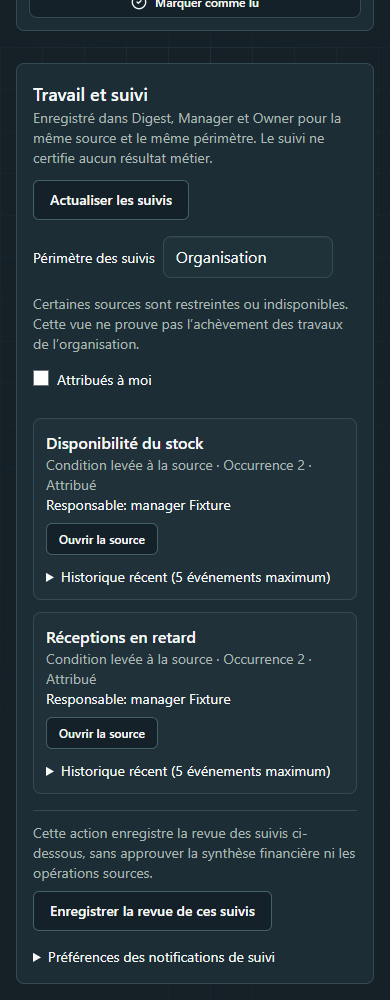 Marquer comme lu
Travail et suivi
Enregistré dans Digest, Manager et Owner pour la
même source et le même périmètre. Le suivi ne
certifie aucun résultat métier.
Actualiser les suivis
Périmètre des suivis Organisation
Certaines sources sont restreintes ou indisponibles.
Cette vue ne prouve pas l’achèvement des travaux
de l’organisation.
Attribués à moi
Disponibilité du stock
Condition levée à la source · Occurrence 2 ·
Attribué
Responsable: manager Fixture
Ouvrir la source
Historique récent (5 événements maximum)
Réceptions en retard
Condition levée à la source · Occurrence 2 ·
Attribué
Responsable: manager Fixture
Ouvrir la source
Historique récent (5 événements maximum)
Cette action enregistre la revue des suivis ci-
dessous, sans approuver la synthèse financière ni les
opérations sources.
Enregistrer la revue de ces suivis
Préférences des notifications de suivi